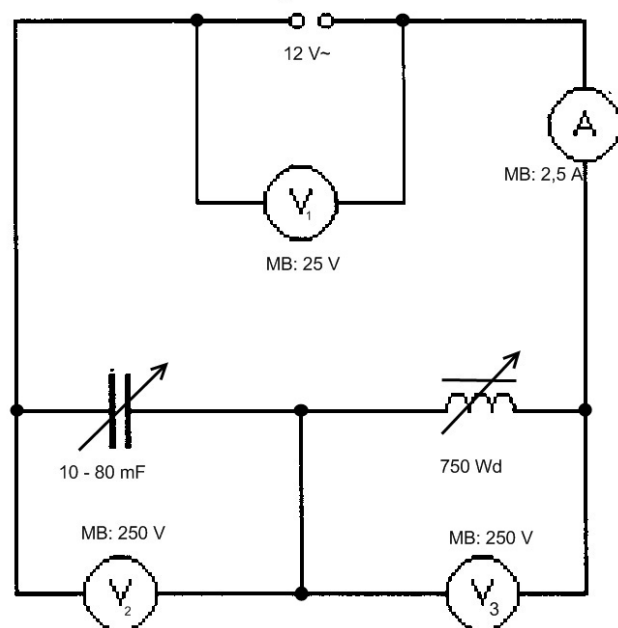 12 V~
A
MB: 2,5 A
V1
MB: 25 V
10 - 80 mF
750 Wd
MB: 250 V
MB: 250 V
V2
V3